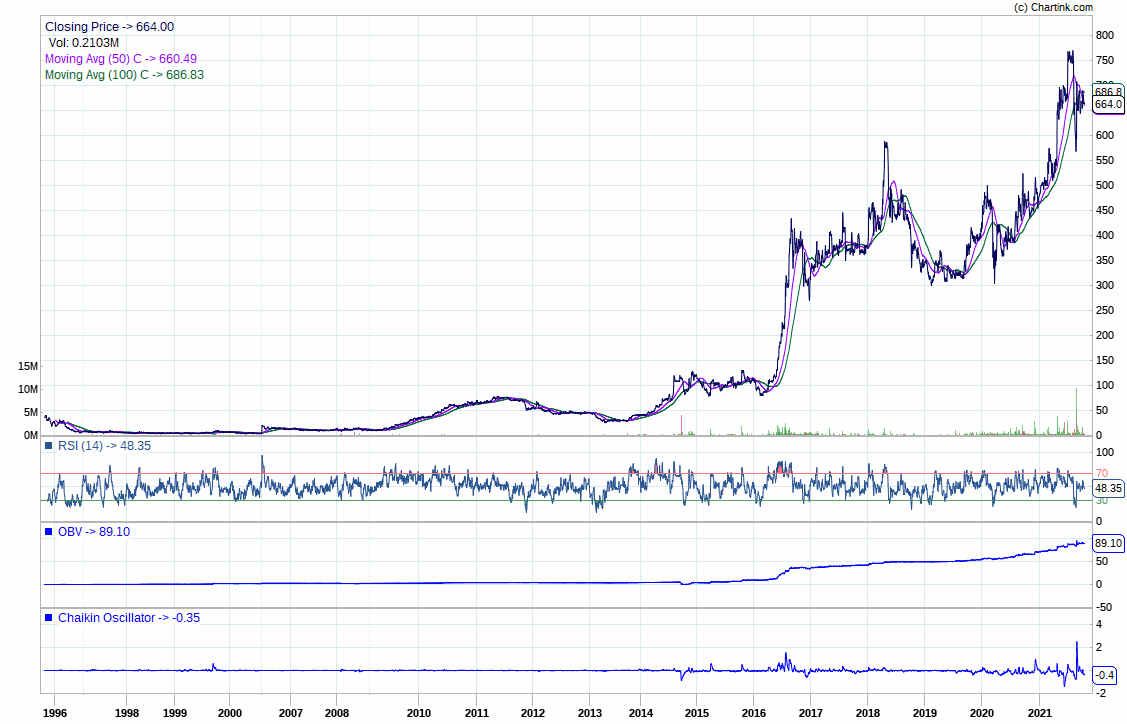 (c) Chartink.com
Closing Price -> 664.00
Vol: 0.2103M
Moving Avg (50) C -> 660.49
Moving Avg (100) C -> 686.83
800
750
700
686.8
664.0
600
550
500
450
400
350
300
250
200
150
100
50
0
15M
10M
5M
0M
RSI (14) -> 48.35
100
70
48.35
30
0
OBV -> 89.10
89.10
50
0
-50
Chaikin Oscillator -> -0.35
4
2
-0.4
-2
1996 1998 1999 2000 2007 2008 2010 2011 2012 2013 2014 2015 2016 2017 2018 2019 2020 2021